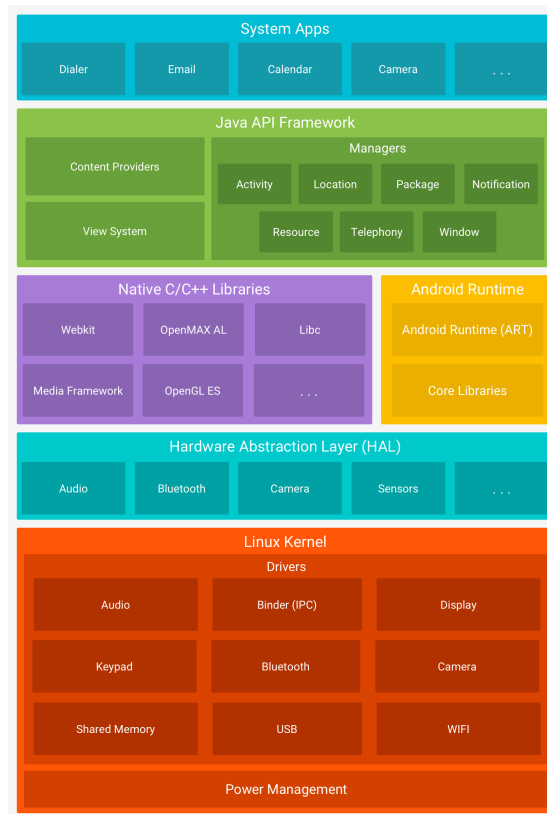 System Apps
Dialer
Email
Calendar
Camera
. . .
Java API Framework
Content Providers
View System
Managers
Activity
Location
Package
Notification
Resource
Telephony
Window
Native C/C++ Libraries
Webkit
OpenMAX AL
Libc
Media Framework
OpenGL ES
. . .
Android Runtime
Android Runtime (ART)
Core Libraries
Hardware Abstraction Layer (HAL)
Audio
Bluetooth
Camera
Sensors
. . .
Linux Kernel
Drivers
Audio
Binder (IPC)
Display
Keypad
Bluetooth
Camera
Shared Memory
USB
WIFI
Power Management